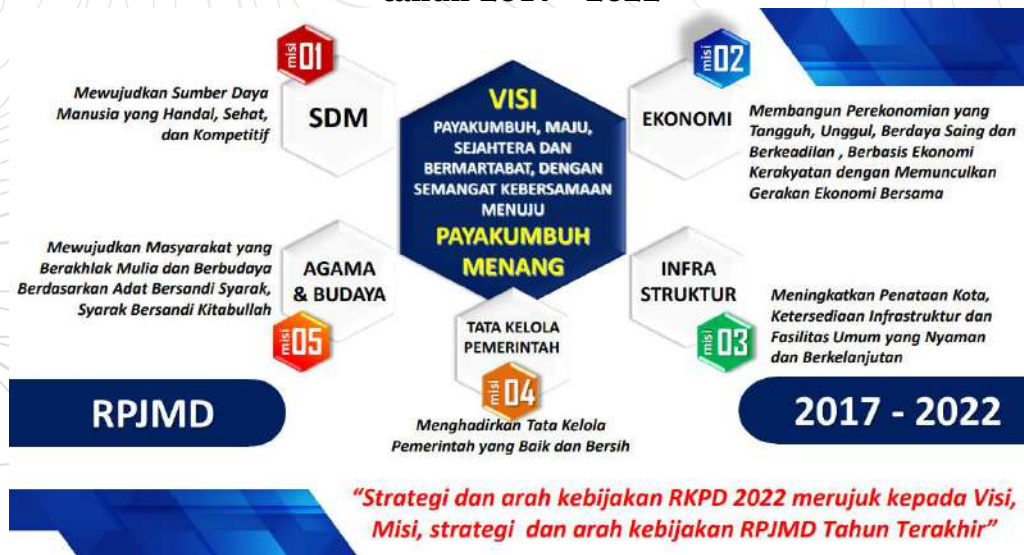 misi 01
SDM
Mewujudkan Sumber Daya
Manusia yang Handal, Sehat,
dan Kompetitif
VISI
PAYAKUMBUH, MAJU,
SEJAHTERA DAN
BERMARTABAT, DENGAN
SEMANGAT KEBERSAMAAN
MENUJU
PAYAKUMBUH
MENANG
misi 02
EKONOMI
Membangun Perekonomian yang
Tangguh, Unggul, Berdaya Saing dan
Berkeadilan , Berbasis Ekonomi
Kerakyatan dengan Memunculkan
Gerakan Ekonomi Bersama
Mewujudkan Masyarakat yang
Berakhlak Mulia dan Berbudaya
Berdasarkan Adat Bersandi Syarak,
Syarak Bersandi Kitabullah
AGAMA
& BUDAYA
misi 05
INFRA
STRUKTUR
misi 03
Meningkatkan Penataan Kota,
Ketersediaan Infrastruktur dan
Fasilitas Umum yang Nyaman
dan Berkelanjutan
TATA KELOLA
PEMERINTAH
misi 04
Menghadirkan Tata Kelola
Pemerintah yang Baik dan Bersih
RPJMD
2017 - 2022
“Strategi dan arah kebijakan RKPD 2022 merujuk kepada Visi,
Misi, strategi dan arah kebijakan RPJMD Tahun Terakhir”